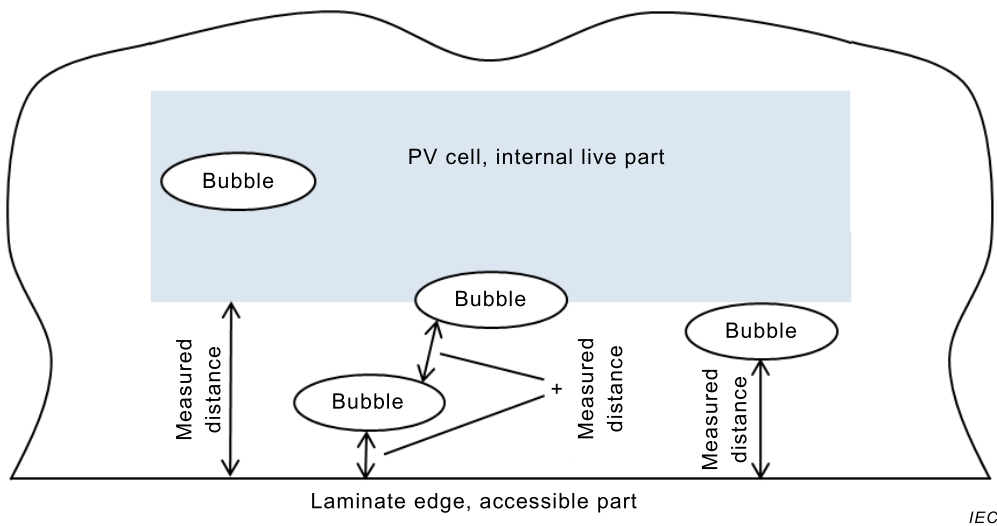 PV cell, internal live part
Bubble
Bubble
Bubble
Measured
distance
Bubble
+
Measured
distance
Measured
distance
Laminate edge, accessible part
IEC